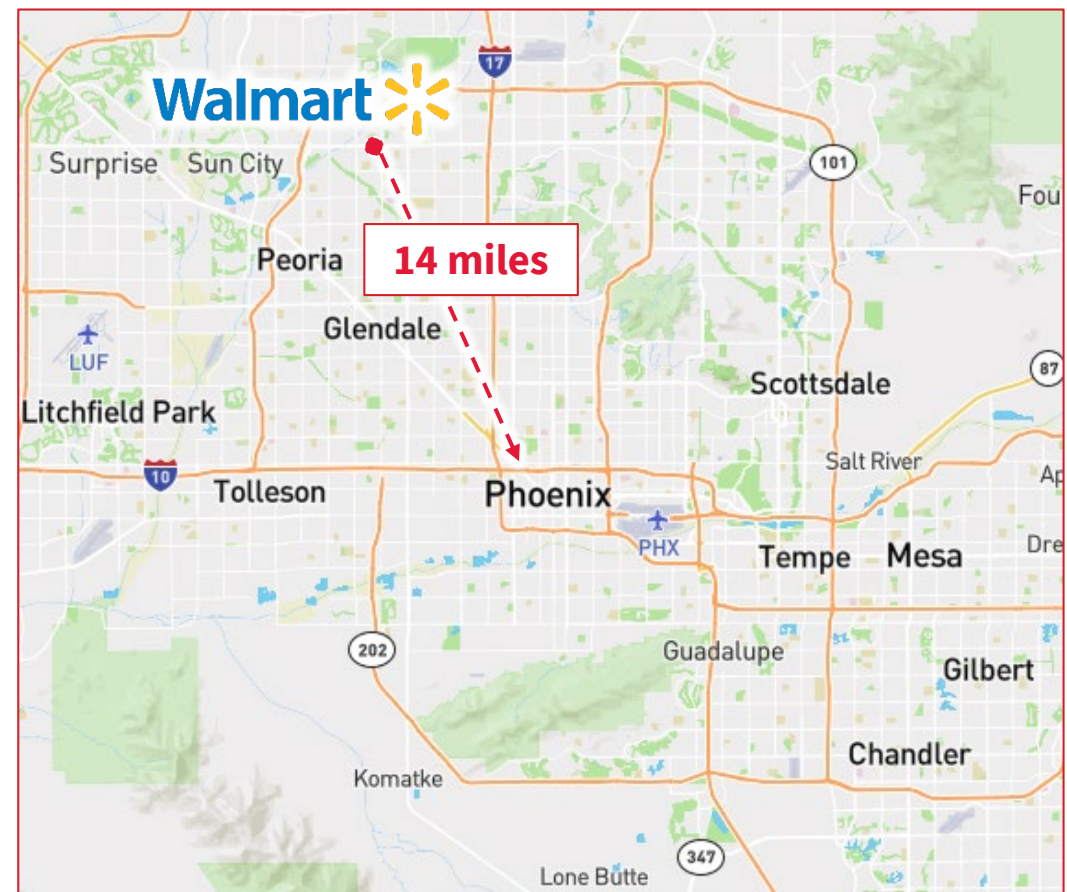 17
Walmart
101
Surprise
Sun City
Fou
Peoria
14 miles
Glendale
LUF
87
Scottsdale
Litchfield Park
Salt River
10
Ap
Tolleson
Phoenix
PHX
Dre
Tempe
Mesa
202
Guadalupe
Gilbert
Chandler
Komatke
347
Lone Butte